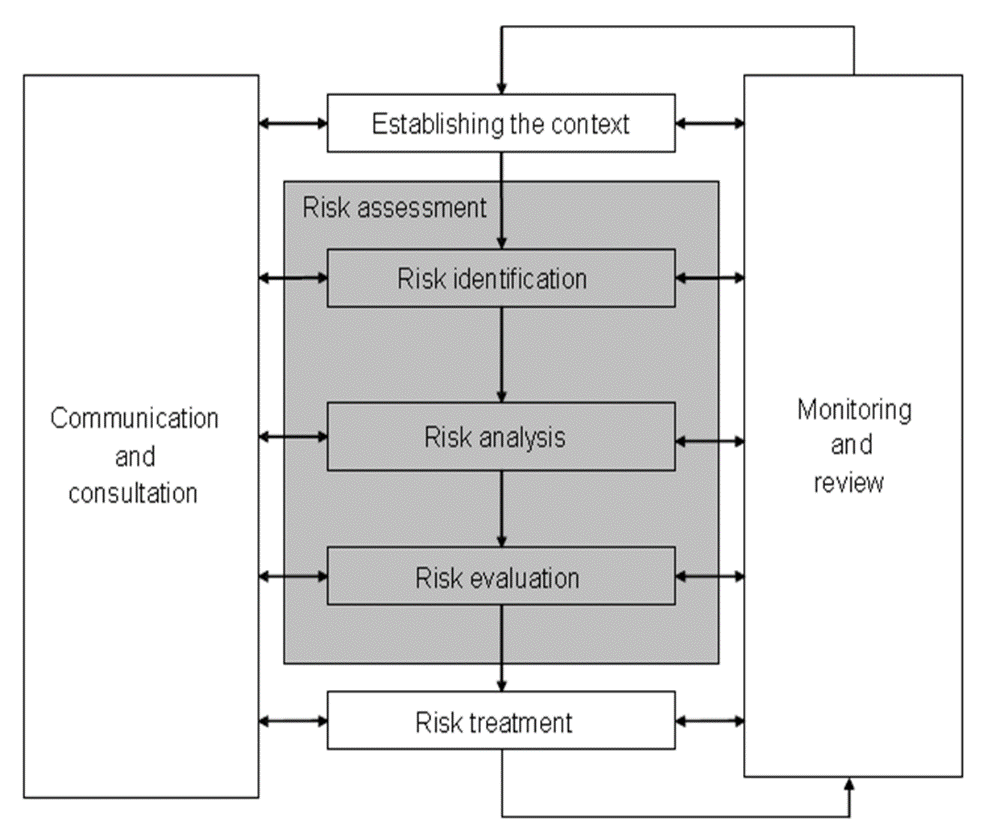 Establishing the context
Risk assessment
Risk identification
Risk analysis
Risk evaluation
Risk treatment
Communication
and
consultation
Monitoring
and
review